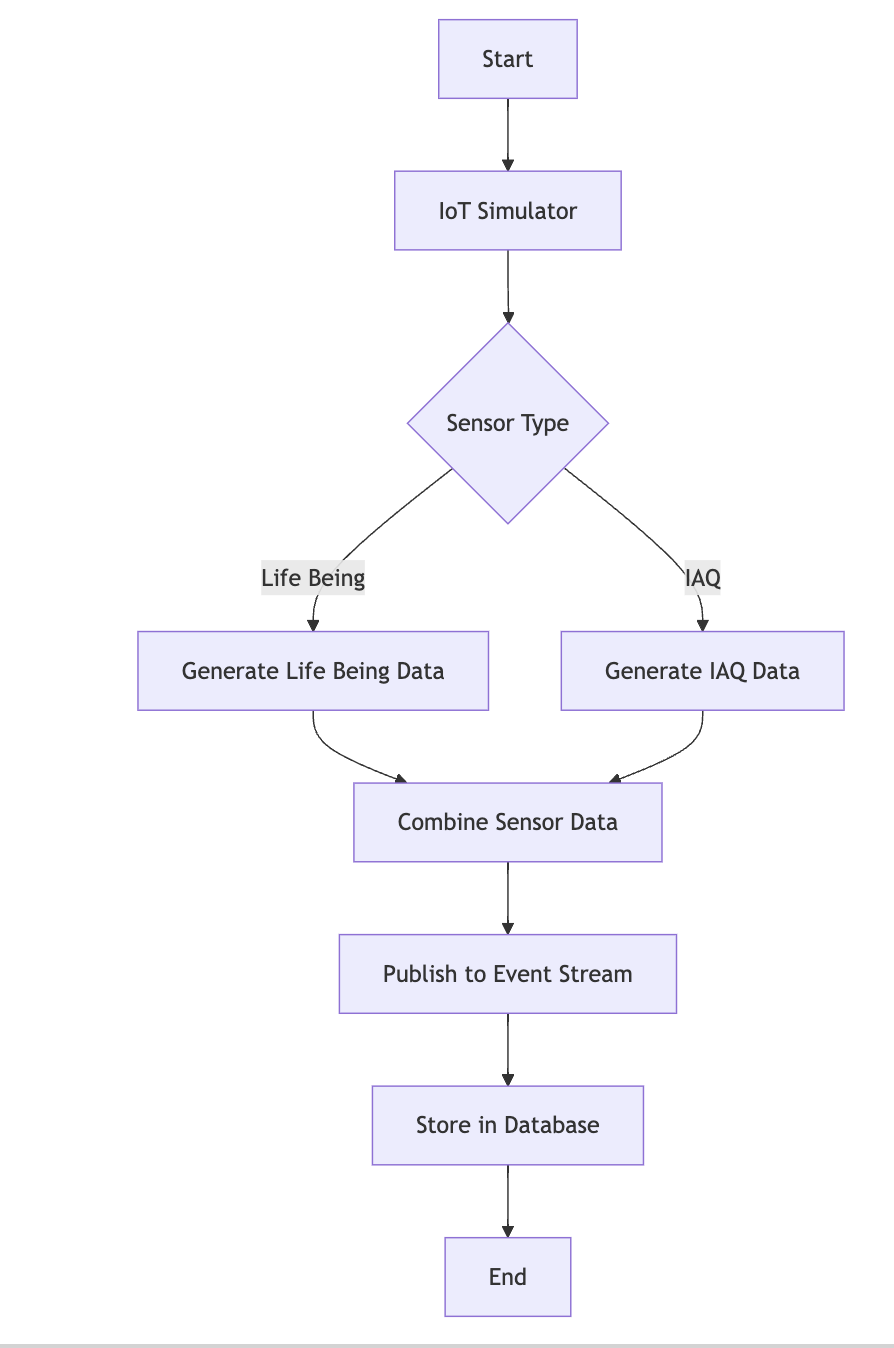 Start
IoT Simulator
Sensor Type
Life Being
IAQ
Generate Life Being Data
Generate IAQ Data
Combine Sensor Data
Publish to Event Stream
Store in Database
End